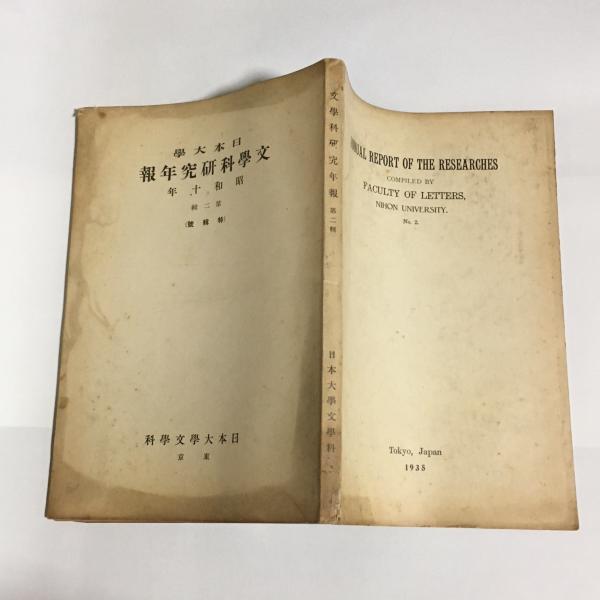 日本大學
文學科研究年報
昭和十年
第二輯
(特輯號)
日本大學文學科
東京
文學科研究年報 第二輯
日本大學文學科
REPORT OF THE RESEARCHES
COMPILED BY
FACULTY OF LETTERS,
NIHON UNIVERSITY.
No. 2.
Tokyo, Japan
1935